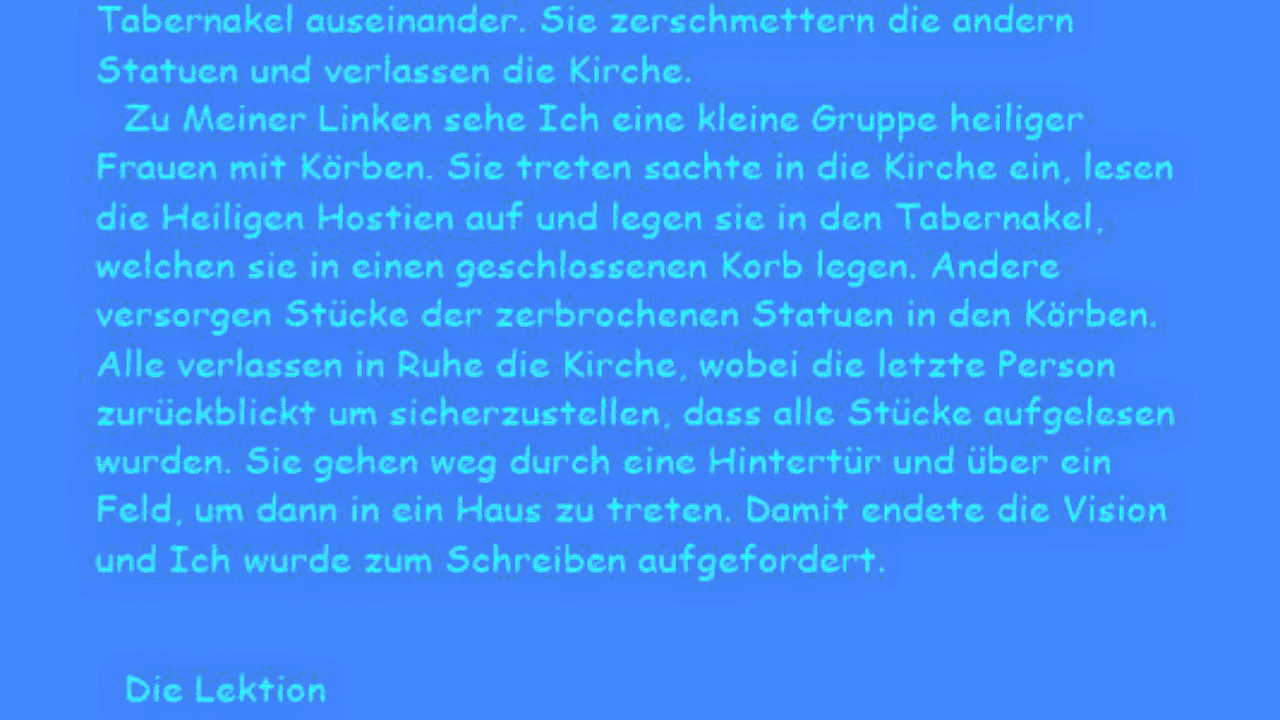 Tabernakel auseinander. Sie zerschmettern die andern
Statuen und verlassen die Kirche.
Zu Meiner Linken sehe Ich eine kleine Gruppe heiliger
Frauen mit Körben. Sie treten sachte in die Kirche ein, lesen
die Heiligen Hostien auf und legen sie in den Tabernakel,
welchen sie in einen geschlossenen Korb legen. Andere
versorgen Stücke der zerbrochenen Statuen in den Körben.
Alle verlassen in Ruhe die Kirche, wobei die letzte Person
zurückblickt um sicherzustellen, dass alle Stücke aufgelesen
wurden. Sie gehen weg durch eine Hintertür und über ein
Feld, um dann in ein Haus zu treten. Damit endete die Vision
und Ich wurde zum Schreiben aufgefordert.
Die Lektion